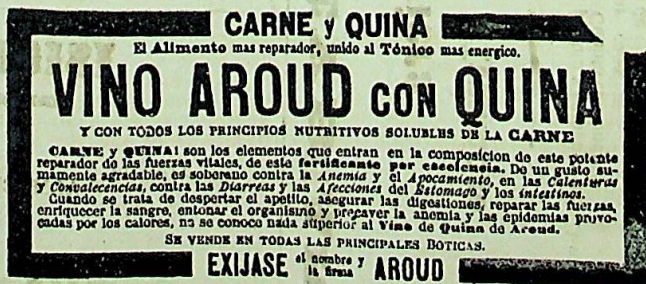 CARNE y QUINA
El Alimento mas reparador, unido al Tónico mas energico.
VINO AROUD CON QUINA
Y CON TODOS LOS PRINCIPIOS NUTRITIVOS SOLUBLES DE LA CARNE
CARNE y QUINA! son los elementos que entran en la composicion de este potente
reparador de las fuerzas vitales, de este fortificante por escelencia. De un gusto su-
mamente agradable, es soberano contra la Anemia y el Apocamiento, en las Calenturas
y Convalecencias, contra las Diarreas y las Afecciones del Estomago y los intestinos.
Cuando se trata de despertar el apetito, asegurar las digestiones, reparar las fuerzas,
enriquecer la sangre, entonar el organismo y precaver la anemia y las epidemias provo-
cadas por los calores, no se conoce nada superior al Vino de Quina de Aroud.
SE VENDE EN TODAS LAS PRINCIPALES BOTICAS.
EXIJASE el nombre y la firma AROUD